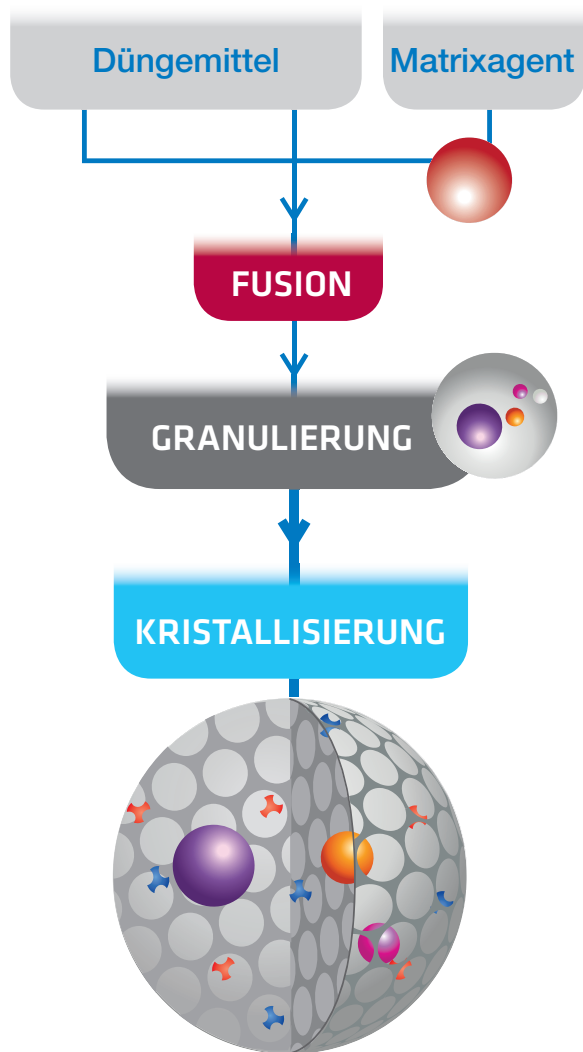 Düngemittel
Matrixagent
FUSION
GRANULIERUNG
KRISTALLISIERUNG